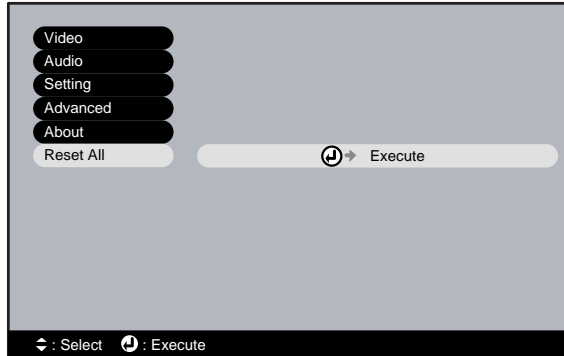 Video
Audio
Setting
Advanced
About
Reset All
Execute
: Select : Execute